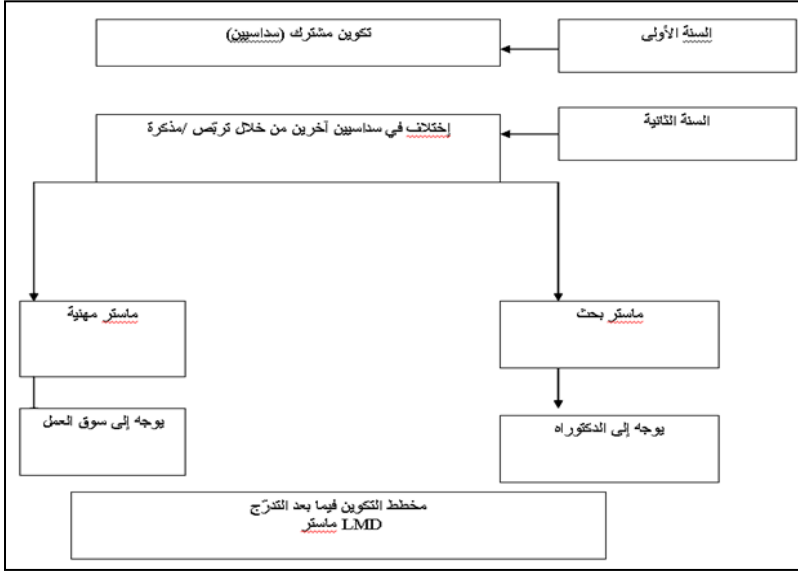 السنة الأولى
تكوين مشترك (سداسيين)
السنة الثانية
إختلاف في سداسيين آخرين من خلال تربّص /مذكرة
ماستر بحث
ماستر مهنية
يوجه إلى الدكتوراه
يوجه إلى سوق العمل
مخطط التكوين فيما بعد التدرّج
LMD ماستر